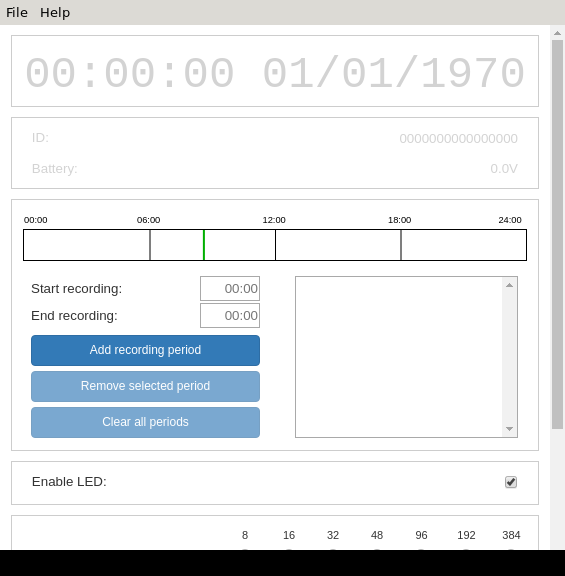 File Help
00:00:00 01/01/1970
ID: 0000000000000000
Battery: 0.0V
00:00 06:00 12:00 18:00 24:00
Start recording: 00:00
End recording: 00:00
Add recording period
Remove selected period
Clear all periods
Enable LED:
8 16 32 48 96 192 384